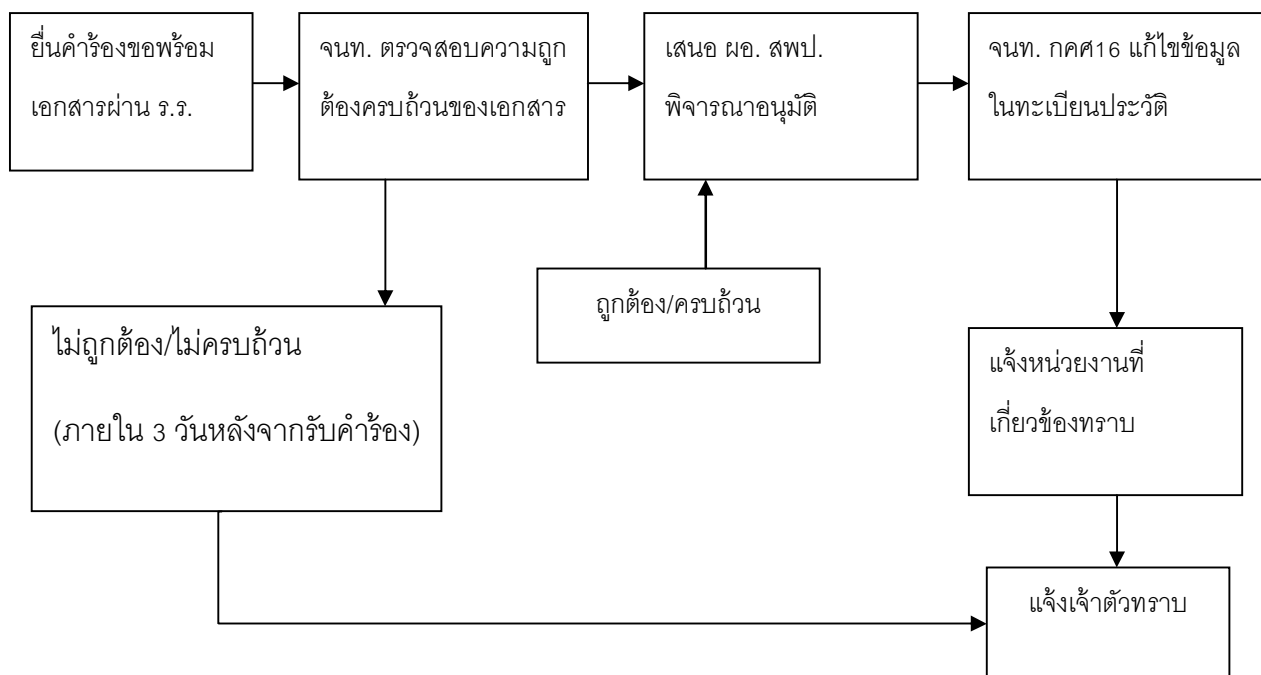 ยื่นคำร้องขอพร้อม
เอกสารผ่าน ร.ร.
จนท. ตรวจสอบความถูก
ต้องครบถ้วนของเอกสาร
เสนอ ผอ. สพป.
พิจารณาอนุมัติ
จนท. กคศ16 แก้ไขข้อมูล
ในทะเบียนประวัติ
ถูกต้อง/ครบถ้วน
ไม่ถูกต้อง/ไม่ครบถ้วน
(ภายใน 3 วันหลังจากรับคำร้อง)
แจ้งหน่วยงานที่
เกี่ยวข้องทราบ
แจ้งเจ้าตัวทราบ